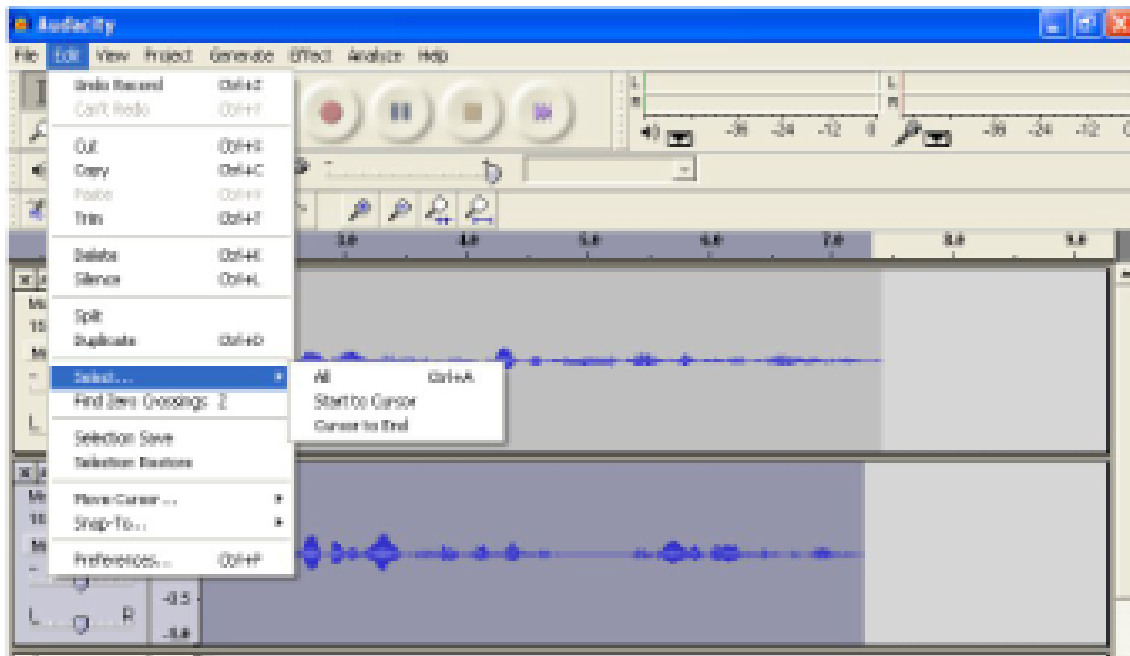 Audacity
File Edit View Project Generate Effect Analyze Help
Undo Record Ctrl+Z
Can't Redo Ctrl+Y
Cut Ctrl+X
Copy Ctrl+C
Paste Ctrl+V
Trim Ctrl+T
Delete Ctrl+K
Silence Ctrl+L
Split
Duplicate Ctrl+D
Select...
Find Zero Crossings Z
Selection Save
Selection Restore
Move Cursor...
Snap-To...
Preferences... Ctrl+P
All Ctrl+A
Start to Cursor
Cursor to End
L
R
-36 -24 -12 0
L
R
-36 -24 -12 0
3.0 4.0 5.0 6.0 7.0 8.0 9.0
L
L R
-0.5
-1.0